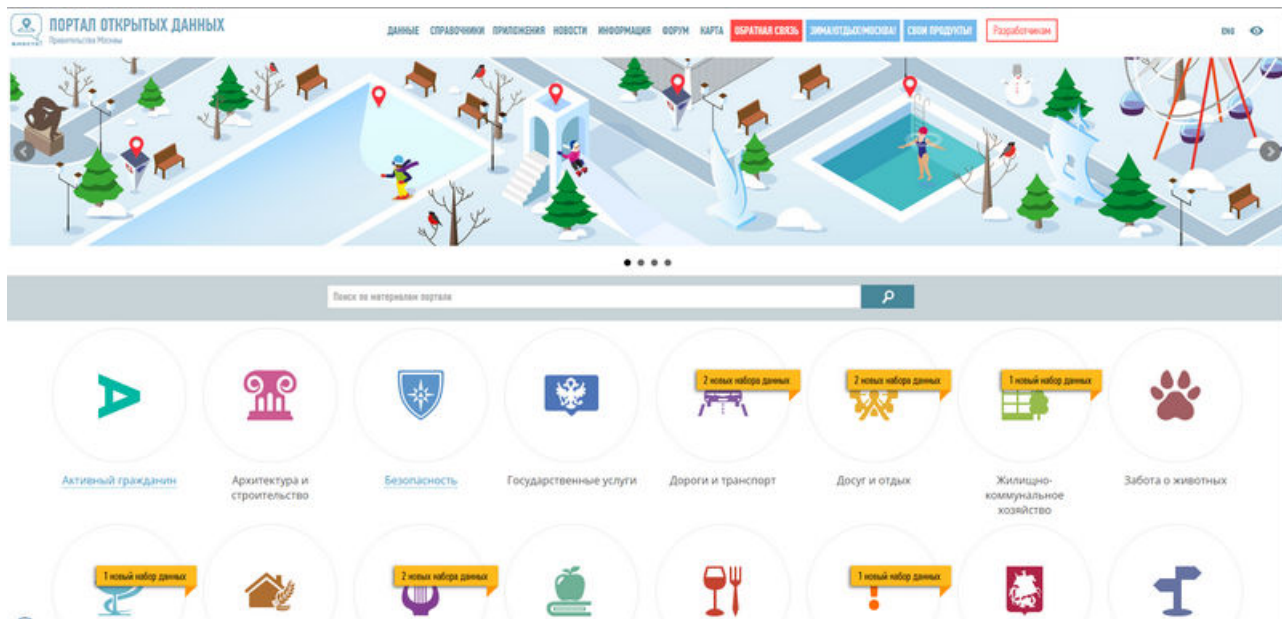 ПОРТАЛ ОТКРЫТЫХ ДАННЫХ
Правительства Москвы
ВМЕСТЕ!
ДАННЫЕ СПРАВОЧНИКИ ПРИЛОЖЕНИЯ НОВОСТИ ИНФОРМАЦИЯ ФОРУМ КАРТА ОБРАТНАЯ СВЯЗЬ ЗИМА!ОТДЫХ!МОСКВА! СВОИ ПРОДУКТЫ! Разработчикам ENG
Поиск по материалам портала
2 новых набора данных
2 новых набора данных
1 новый набор данных
Активный гражданин
Архитектура и
строительство
Безопасность
Государственные услуги
Дороги и транспорт
Досуг и отдых
Жилищно-
коммунальное
хозяйство
Забота о животных
1 новый набор данных
2 новых набора данных
1 новый набор данных